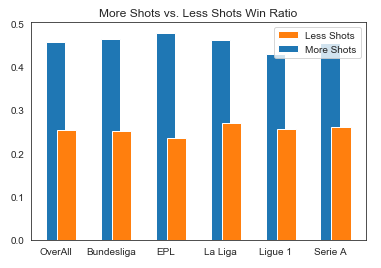 More Shots vs. Less Shots Win Ratio
0.5
0.4
0.3
0.2
0.1
0.0
Less Shots
More Shots
OverAll Bundesliga EPL La Liga Ligue 1 Serie A